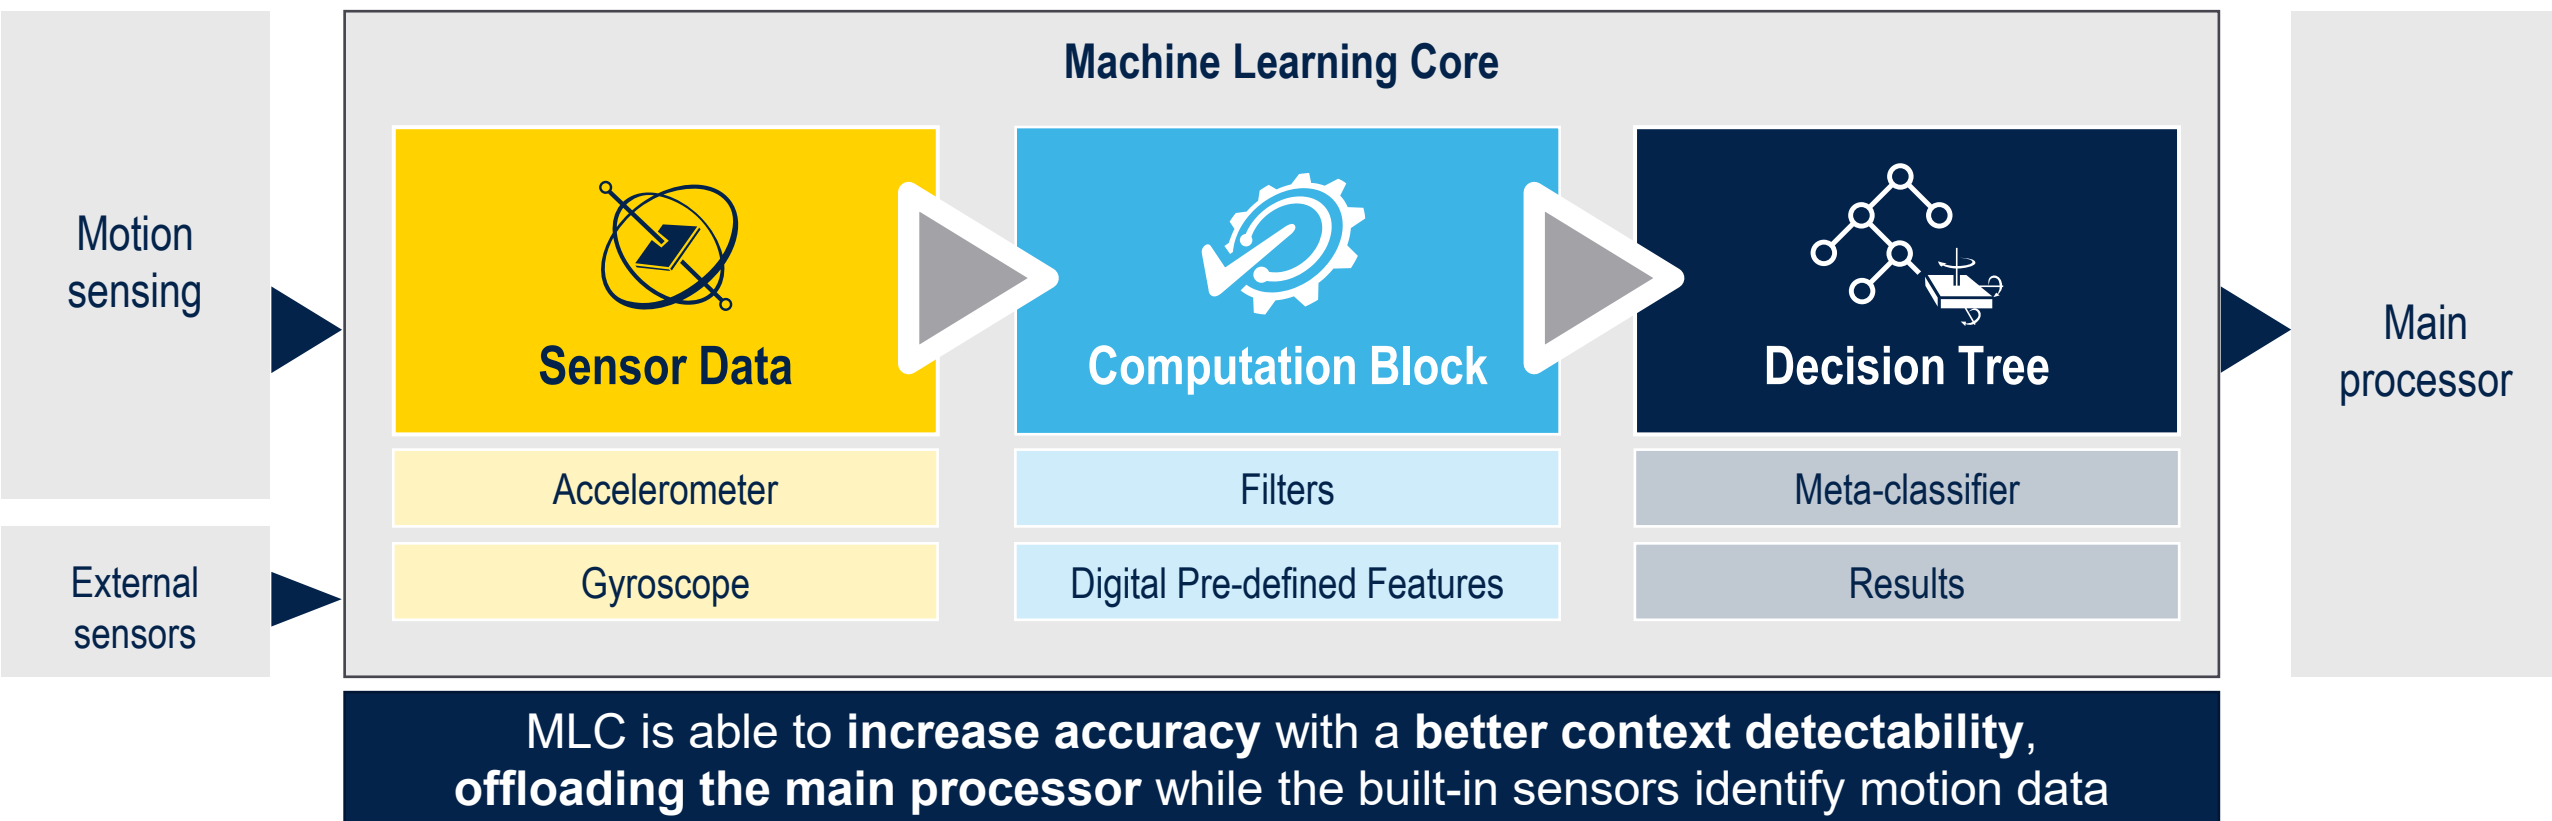 Machine Learning Core
Motion
sensing
External
sensors
Sensor Data
Accelerometer
Gyroscope
Computation Block
Filters
Digital Pre-defined Features
Decision Tree
Meta-classifier
Results
Main
processor
MLC is able to increase accuracy with a better context detectability,
offloading the main processor while the built-in sensors identify motion data